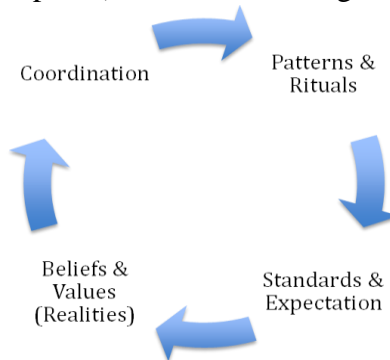 Coordination
Patterns &
Rituals
Standards &
Expectation
Beliefs &
Values
(Realities)